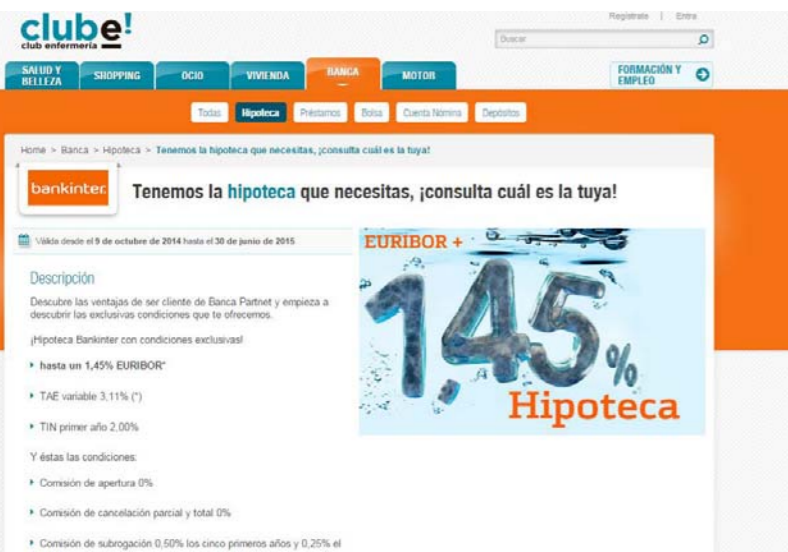 Regístrate | Entra
clube!
club enfermería
Buscar
SALUD Y BELLEZA
SHOPPING
OCIO
VIVIENDA
BANCA
MOTOR
FORMACIÓN Y EMPLEO
Todas
Hipoteca
Préstamos
Bolsa
Cuenta Nómina
Depósitos
Home > Banca > Hipoteca > Tenemos la hipoteca que necesitas, ¡consulta cuál es la tuya!
bankinter.
Tenemos la hipoteca que necesitas, ¡consulta cuál es la tuya!
Válida desde el 9 de octubre de 2014 hasta el 30 de junio de 2015
EURIBOR +
1,45%
Hipoteca
Descripción
Descubre las ventajas de ser cliente de Banca Partnet y empieza a
descubrir las exclusivas condiciones que te ofrecemos.
¡Hipoteca Bankinter con condiciones exclusivas!
hasta un 1,45% EURIBOR*
TAE variable 3,11% (*)
TIN primer año 2,00%
Y éstas las condiciones:
Comisión de apertura 0%
Comisión de cancelación parcial y total 0%
Comisión de subrogación 0,50% los cinco primeros años y 0,25% el